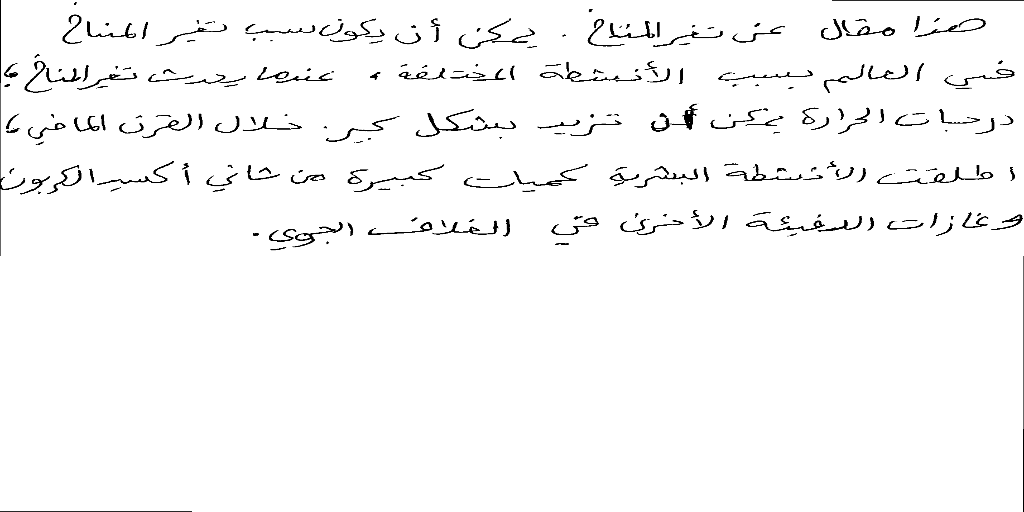 هذا مقال عن تغير المناخ . يمكن أن يكون سبب تغير المناخ
في العالم بسبب الأنشطة المختلفة ، عندما يحدث تغير المناخ ،
درجات الحرارة يمكن أن تزيد بشكل كبير . خلال القرن الماضي ،
اطلقت الأنشطة البشرية كميات كبيرة من ثاني أكسيد الكربون
وغازات الدفيئة الأخرى في الغلاف الجوي .